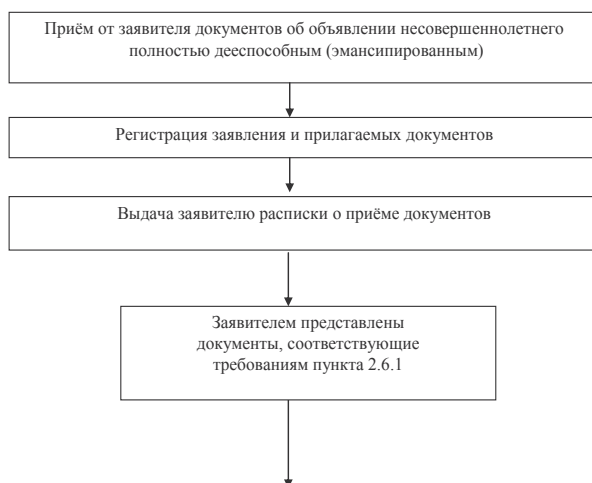 Приём от заявителя документов об объявлении несовершеннолетнего
полностью дееспособным (эмансипированным)
Регистрация заявления и прилагаемых документов
Выдача заявителю расписки о приёме документов
Заявителем представлены
документы, соответствующие
требованиям пункта 2.6.1